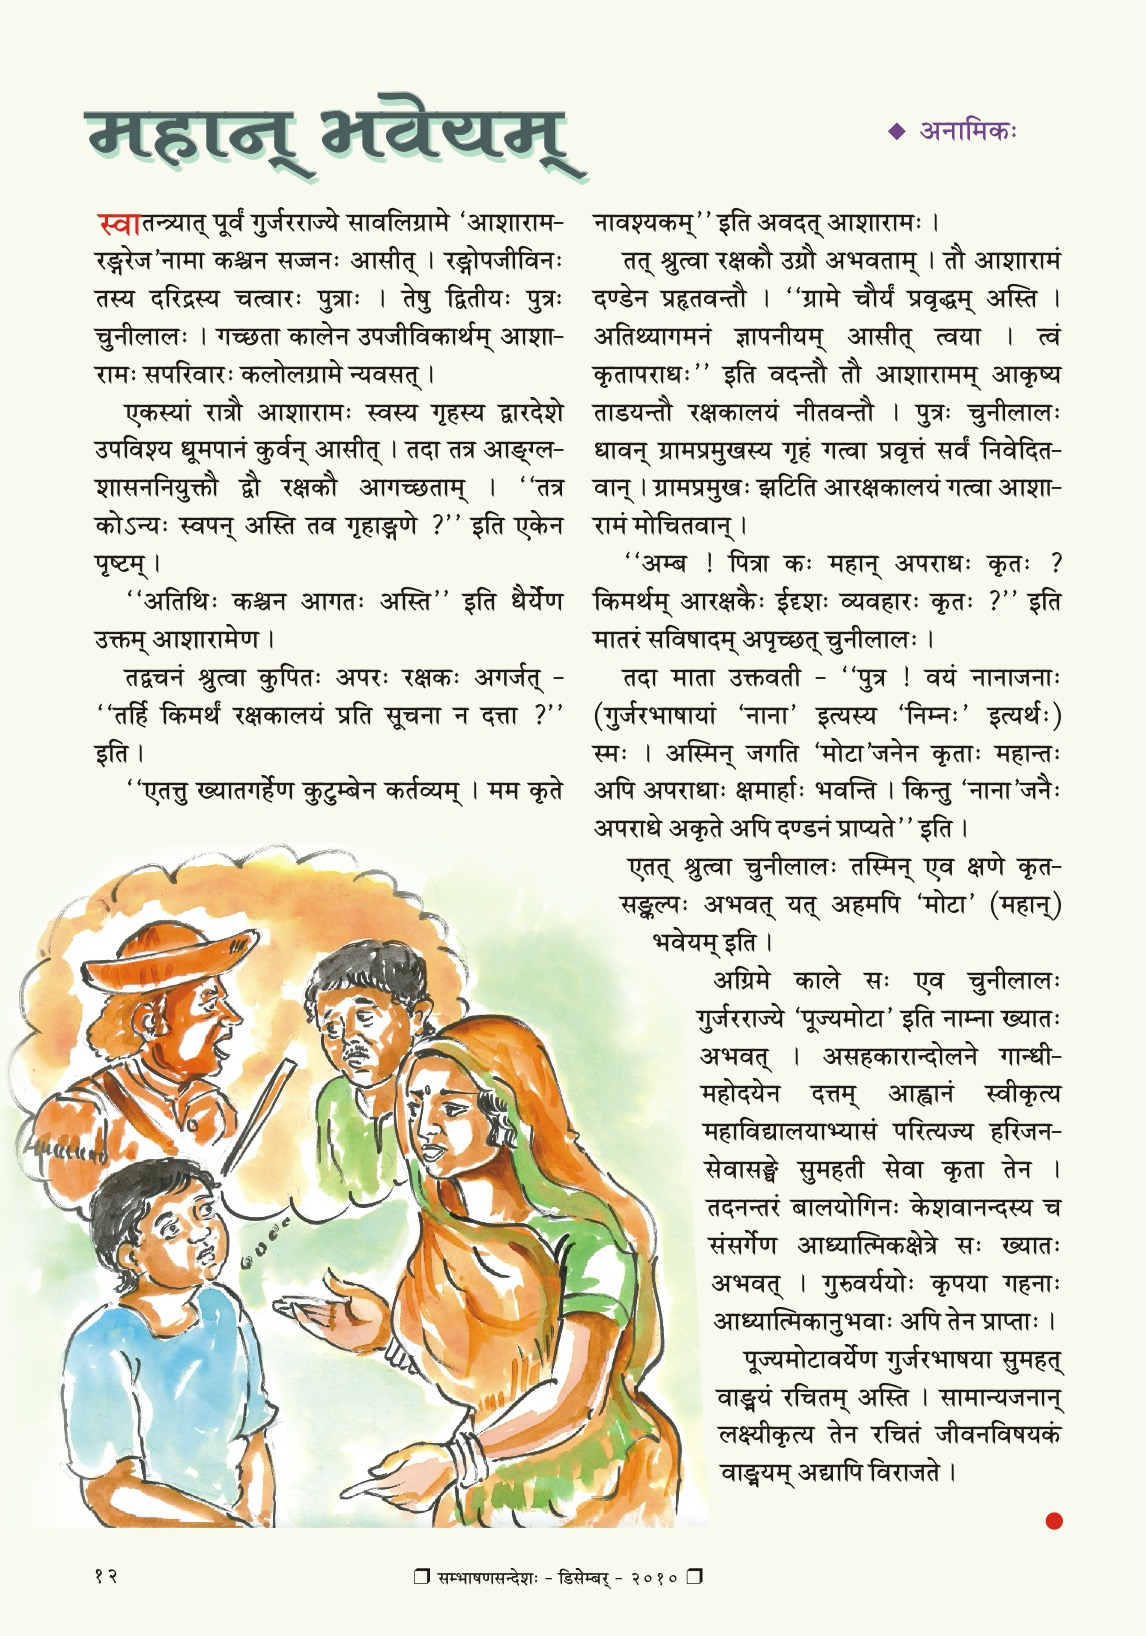 महान् भवेयम्
◆ अनामिकः
स्वातन्त्र्यात् पूर्वं गुर्जरराज्ये सावलिग्रामे ‘आशाराम-
रङ्गरेज’नामा कश्चन सज्जनः आसीत् । रङ्गोपजीविनः
तस्य दरिद्रस्य चत्वारः पुत्राः । तेषु द्वितीयः पुत्रः
चुनीलालः । गच्छता कालेन उपजीविकार्थम् आशा-
रामः सपरिवारः कलोलग्रामे न्यवसत् ।
एकस्यां रात्रौ आशारामः स्वस्य गृहस्य द्वारदेशे
उपविश्य धूमपानं कुर्वन् आसीत् । तदा तत्र आङ्ग्ल-
शासननियुक्तौ द्वौ रक्षकौ आगच्छताम् । ‘‘तत्र
कोऽन्यः स्वपन् अस्ति तव गृहाङ्गणे ?’’ इति एकेन
पृष्टम् ।
‘‘अतिथिः कश्चन आगतः अस्ति’’ इति धैर्येण
उक्तम् आशारामेण ।
तद्वचनं श्रुत्वा कुपितः अपरः रक्षकः अगर्जत् -
‘‘तर्हि किमर्थं रक्षकालयं प्रति सूचना न दत्ता ?’’
इति ।
‘‘एतत्तु ख्यातगर्हेण कुटुम्बेन कर्तव्यम् । मम कृते
नावश्यकम्’’ इति अवदत् आशारामः ।
तत् श्रुत्वा रक्षकौ उग्रौ अभवताम् । तौ आशारामं
दण्डेन प्रहृतवन्तौ । ‘‘ग्रामे चौर्यं प्रवृद्धम् अस्ति ।
अतिथ्यागमनं ज्ञापनीयम् आसीत् त्वया । त्वं
कृतापराधः’’ इति वदन्तौ तौ आशारामम् आकृष्य
ताडयन्तौ रक्षकालयं नीतवन्तौ । पुत्रः चुनीलालः
धावन् ग्रामप्रमुखस्य गृहं गत्वा प्रवृत्तं सर्वं निवेदित-
वान् । ग्रामप्रमुखः झटिति आरक्षकालयं गत्वा आशा-
रामं मोचितवान् ।
‘‘अम्ब ! पित्रा कः महान् अपराधः कृतः ?
किमर्थम् आरक्षकैः ईदृशः व्यवहारः कृतः ?’’ इति
मातरं सविषादम् अपृच्छत् चुनीलालः ।
तदा माता उक्तवती - ‘‘पुत्र ! वयं नानाजनाः
(गुर्जरभाषायां ‘नाना’ इत्यस्य ‘निम्नः’ इत्यर्थः)
स्मः । अस्मिन् जगति ‘मोटा’जनेन कृताः महान्तः
अपि अपराधाः क्षमार्हाः भवन्ति । किन्तु ‘नाना’जनैः
अपराधे अकृते अपि दण्डनं प्राप्यते’’ इति ।
एतत् श्रुत्वा चुनीलालः तस्मिन् एव क्षणे कृत-
सङ्कल्पः अभवत् यत् अहमपि ‘मोटा’ (महान्)
भवेयम् इति ।
अग्रिमे काले सः एव चुनीलालः
गुर्जरराज्ये ‘पूज्यमोटा’ इति नाम्ना ख्यातः
अभवत् । असहकारान्दोलने गान्धी-
महोदयेन दत्तम् आह्वानं स्वीकृत्य
महाविद्यालयाभ्यासं परित्यज्य हरिजन-
सेवासङ्घे सुमहती सेवा कृता तेन ।
तदनन्तरं बालयोगिनः केशवानन्दस्य च
संसर्गेण आध्यात्मिकक्षेत्रे सः ख्यातः
अभवत् । गुरुवर्ययोः कृपया गहनाः
आध्यात्मिकानुभवाः अपि तेन प्राप्ताः ।
पूज्यमोटावर्येण गुर्जरभाषया सुमहत्
वाङ्मयं रचितम् अस्ति । सामान्यजनान्
लक्ष्यीकृत्य तेन रचितं जीवनविषयकं
वाङ्मयम् अद्यापि विराजते ।
१२
❐ सम्भाषणसन्देशः - डिसेम्बर् - २०१० ❐